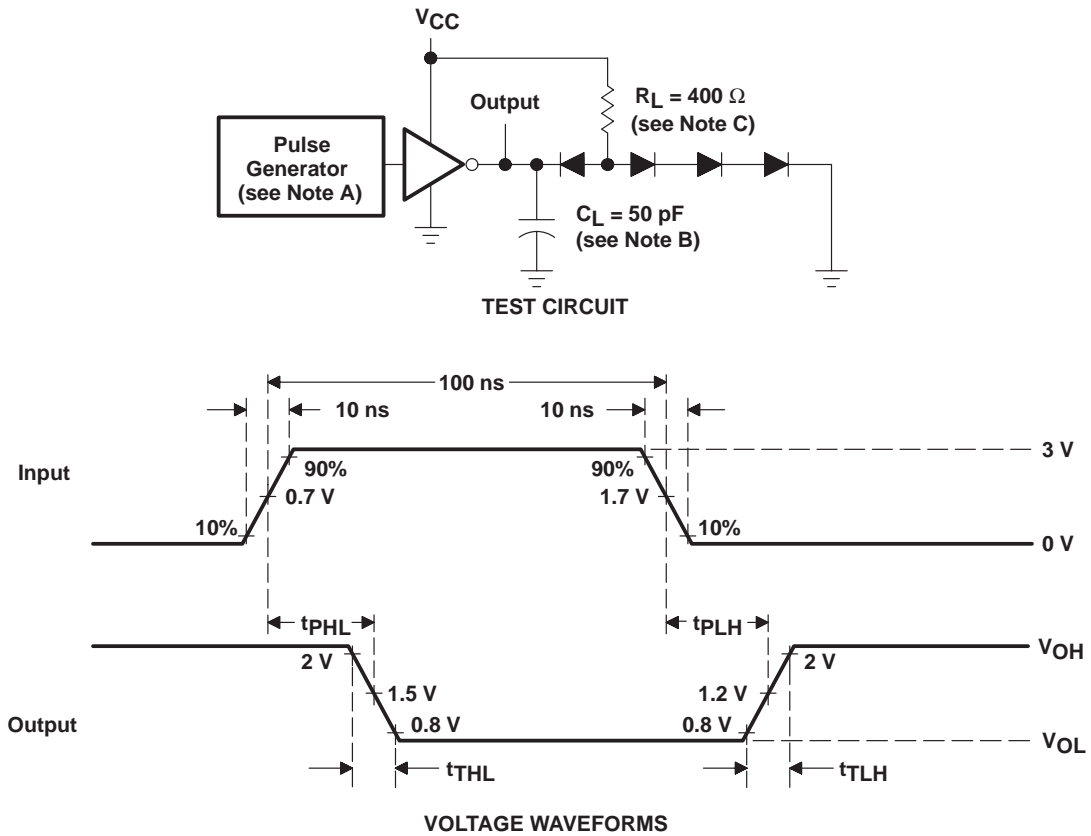 VCC
Output
RL = 400 Ω
(see Note C)
Pulse
Generator
(see Note A)
CL = 50 pF
(see Note B)
TEST CIRCUIT
100 ns
10 ns
10 ns
3 V
Input
90%
90%
0.7 V
1.7 V
10%
10%
0 V
tPHL
tPLH
VOH
2 V
2 V
1.5 V
1.2 V
Output
0.8 V
0.8 V
VOL
tTHL
tTLH
VOLTAGE WAVEFORMS